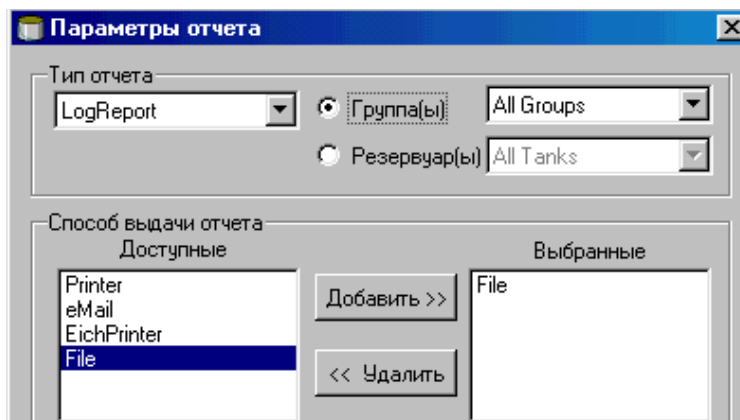 Параметры отчета
Тип отчета
LogReport
Группа(ы)
All Groups
Резервуар(ы)
All Tanks
Способ выдачи отчета
Доступные
Выбранные
Printer
eMail
EichPrinter
File
Добавить >>
<< Удалить
File